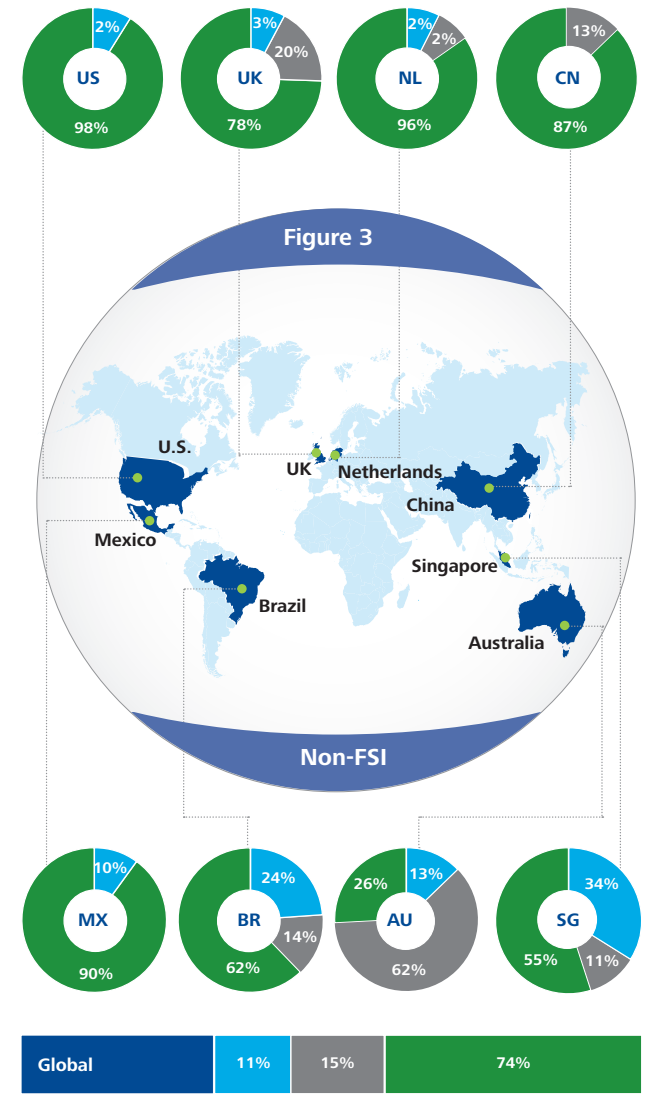 2%
US
98%
3%
20%
UK
78%
2%
2%
NL
96%
13%
CN
87%
Figure 3
U.S.
UK
Netherlands
China
Mexico
Singapore
Brazil
Australia
Non-FSI
10%
MX
90%
24%
BR
14%
62%
13%
26%
AU
62%
34%
SG
55%
11%
Global
11%
15%
74%